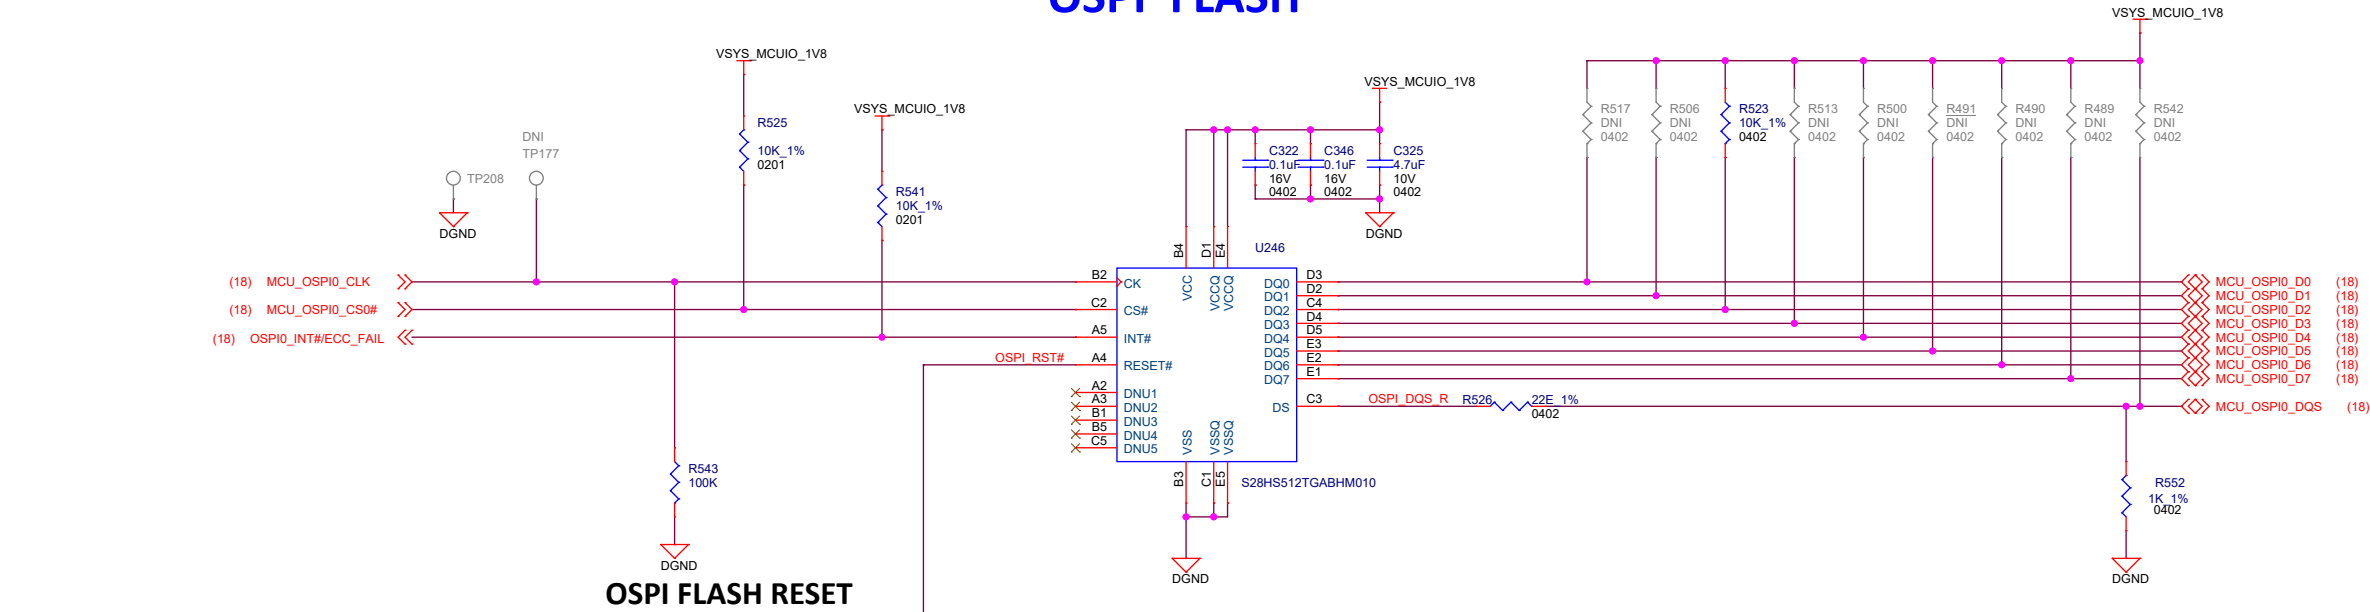 OSPI FLASH
VSYS_MCUIO_1V8
VSYS_MCUIO_1V8
VSYS_MCUIO_1V8
VSYS_MCUIO_1V8
DNI
TP177
TP208
DGND
R525
10K_1%
0201
R541
10K_1%
0201
C322
0.1uF
16V
0402
C346
0.1uF
16V
0402
C325
4.7uF
10V
0402
DGND
R517
DNI
0402
R506
DNI
0402
R523
10K_1%
0402
R513
DNI
0402
R500
DNI
0402
R491
DNI
0402
R490
DNI
0402
R489
DNI
0402
R542
DNI
0402
U246
B4
D1
E4
VCC
VCCQ
VCCQ
(18) MCU_OSPI0_CLK
B2
CK
(18) MCU_OSPI0_CS0#
C2
CS#
(18) OSPI0_INT#/ECC_FAIL
A5
INT#
OSPI_RST#
A4
RESET#
A2
DNU1
A3
DNU2
B1
DNU3
B5
DNU4
C5
DNU5
DQ0
D3
MCU_OSPI0_D0 (18)
DQ1
D2
MCU_OSPI0_D1 (18)
DQ2
C4
MCU_OSPI0_D2 (18)
DQ3
D4
MCU_OSPI0_D3 (18)
DQ4
D5
MCU_OSPI0_D4 (18)
DQ5
E3
MCU_OSPI0_D5 (18)
DQ6
E2
MCU_OSPI0_D6 (18)
DQ7
E1
MCU_OSPI0_D7 (18)
DS
C3
OSPI_DQS_R
R526
22E_1%
0402
MCU_OSPI0_DQS (18)
VSS
VSSQ
VSSQ
B3
C1
E5
S28HS512TGABHM010
R543
100K
DGND
DGND
R552
1K_1%
0402
DGND
OSPI FLASH RESET